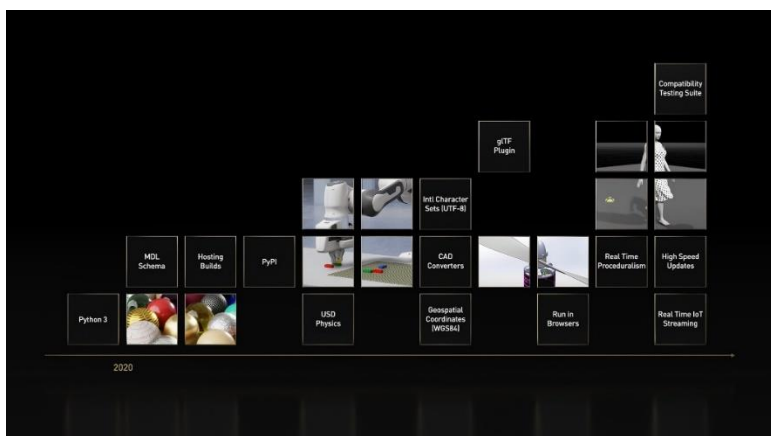 Compatibility
Testing Suite
glTF
Plugin
Intl Character
Sets (UTF-8)
MDL
Schema
Hosting
Builds
PyPI
CAD
Converters
Real Time
Proceduralism
High Speed
Updates
Python 3
USD
Physics
Geospatial
Coordinates
(WGS84)
Run in
Browsers
Real Time IoT
Streaming
2020